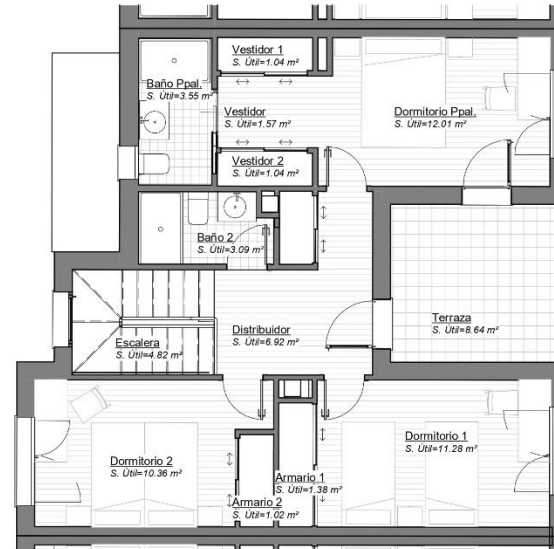 Vestidor 1
S. Útil=1.04 m²
Baño Ppal.
S. Útil=3.55 m²
Vestidor
S. Útil=1.57 m²
Dormitorio Ppal.
S. Útil=12.01 m²
Vestidor 2
S. Útil=1.04 m²
Baño 2
S. Útil=3.09 m²
Terraza
S. Útil=8.64 m²
Distribuidor
S. Útil=6.92 m²
Escalera
S. Útil=4.82 m²
Dormitorio 2
S. Útil=10.36 m²
Dormitorio 1
S. Útil=11.28 m²
Armario 1
S. Útil=1.38 m²
Armario 2
S. Útil=1.02 m²